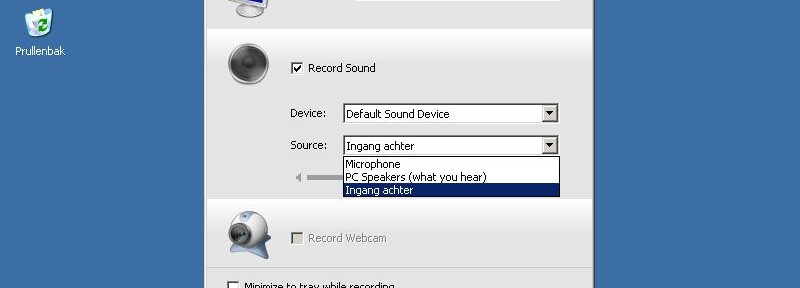 Prullenbak
Record Sound
Device: Default Sound Device
Source: Ingang achter
Microphone
PC Speakers (what you hear)
Ingang achter
Record Webcam
Minimize to tray while recording